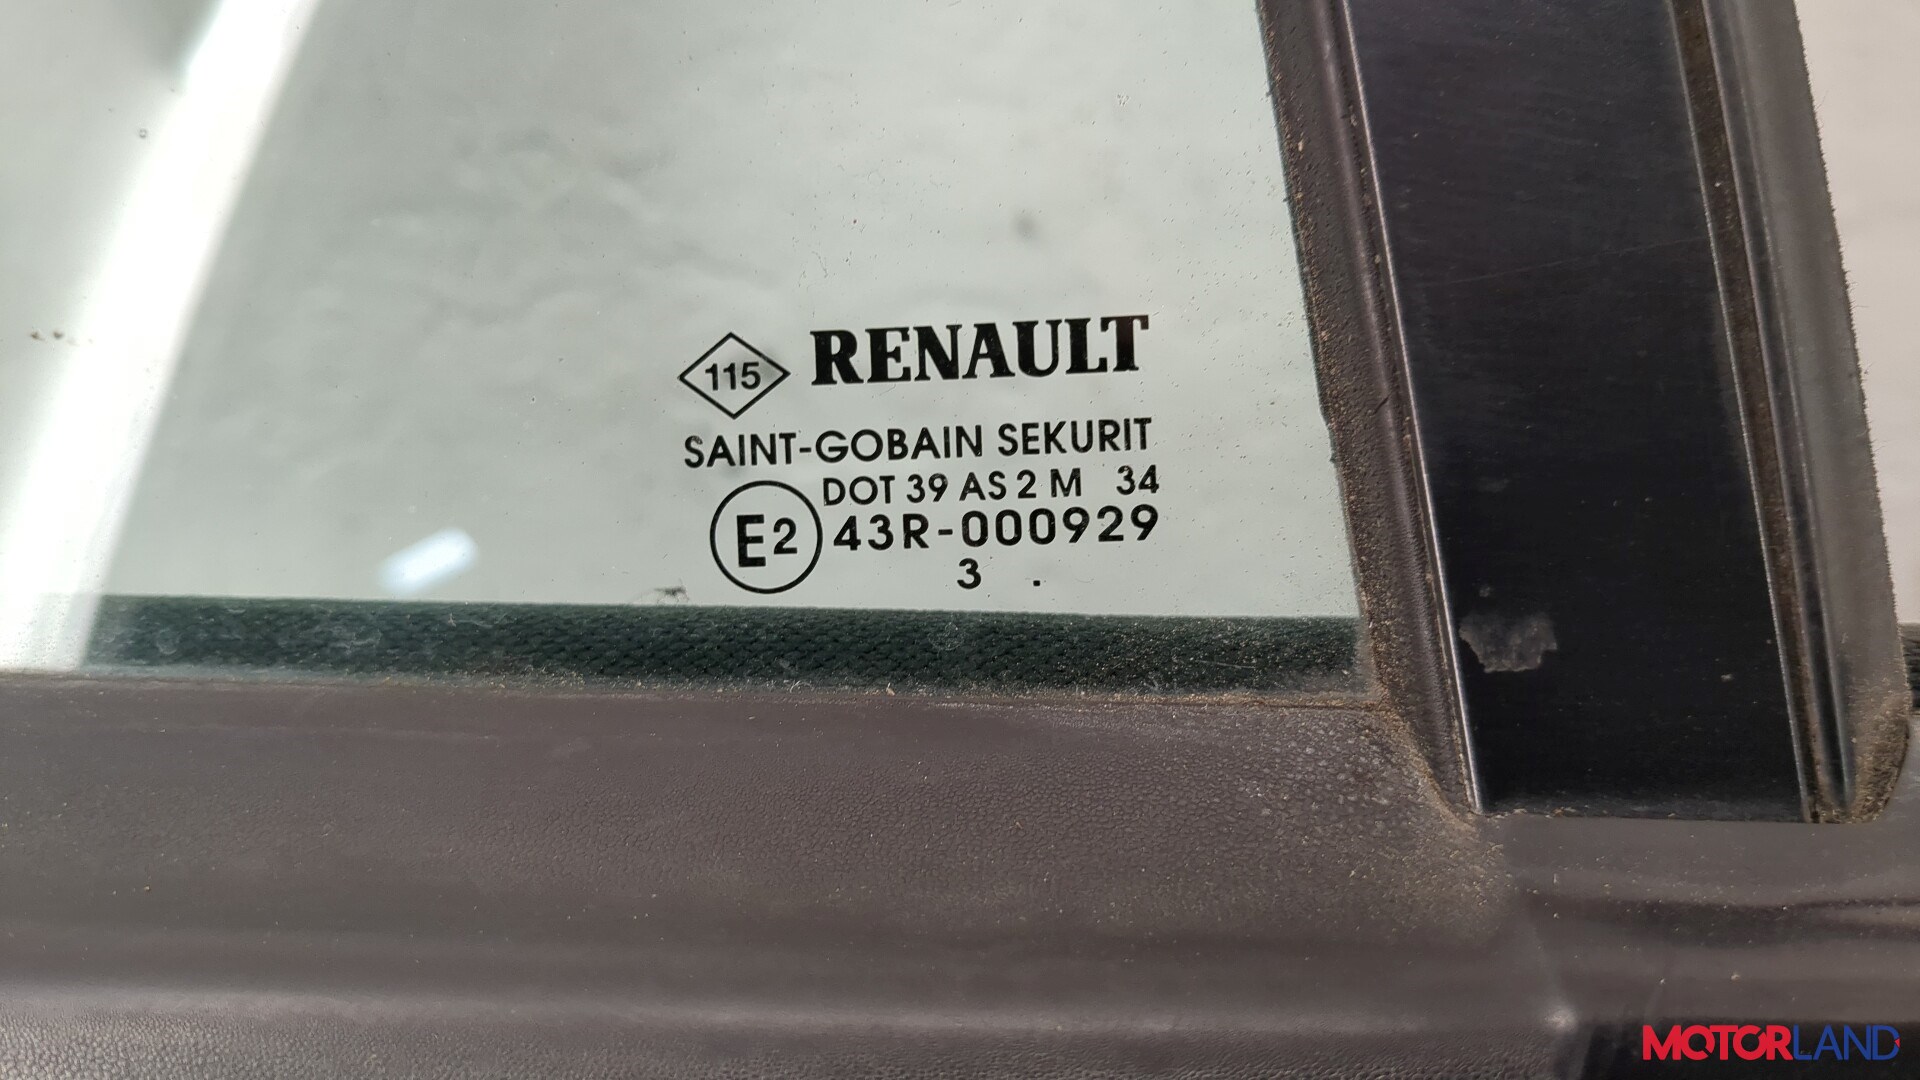 115 RENAULT
SAINT-GOBAIN SEKURIT
DOT 39 AS 2 M 34
E2 43R-000929
3 .
MOTORLAND